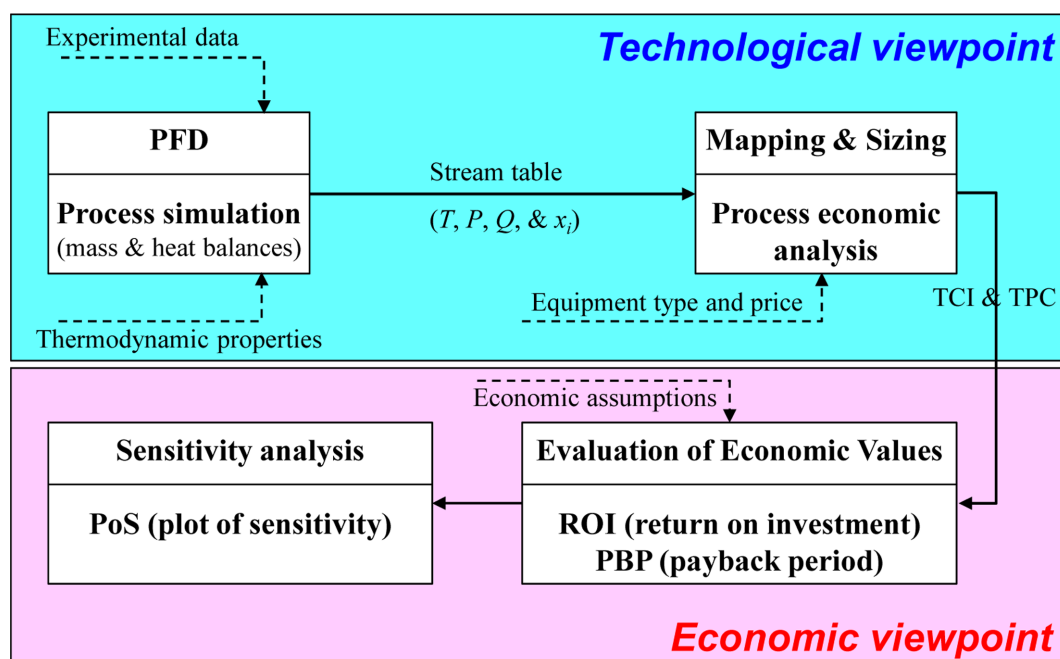 Experimental data
Technological viewpoint
PFD
Process simulation
(mass & heat balances)
Thermodynamic properties
Stream table
(T, P, Q, & xᵢ)
Mapping & Sizing
Process economic
analysis
Equipment type and price
TCI & TPC
Economic assumptions
Evaluation of Economic Values
ROI (return on investment)
PBP (payback period)
Sensitivity analysis
PoS (plot of sensitivity)
Economic viewpoint